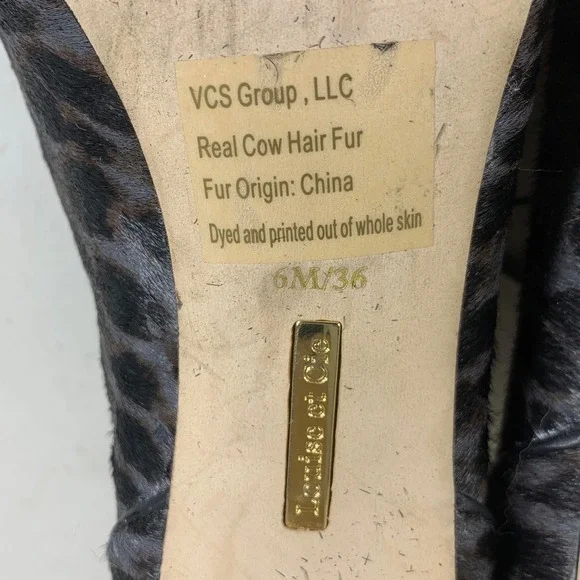 VCS Group , LLC
Real Cow Hair Fur
Fur Origin: China
Dyed and printed out of whole skin
6M/36
Louise et Cie